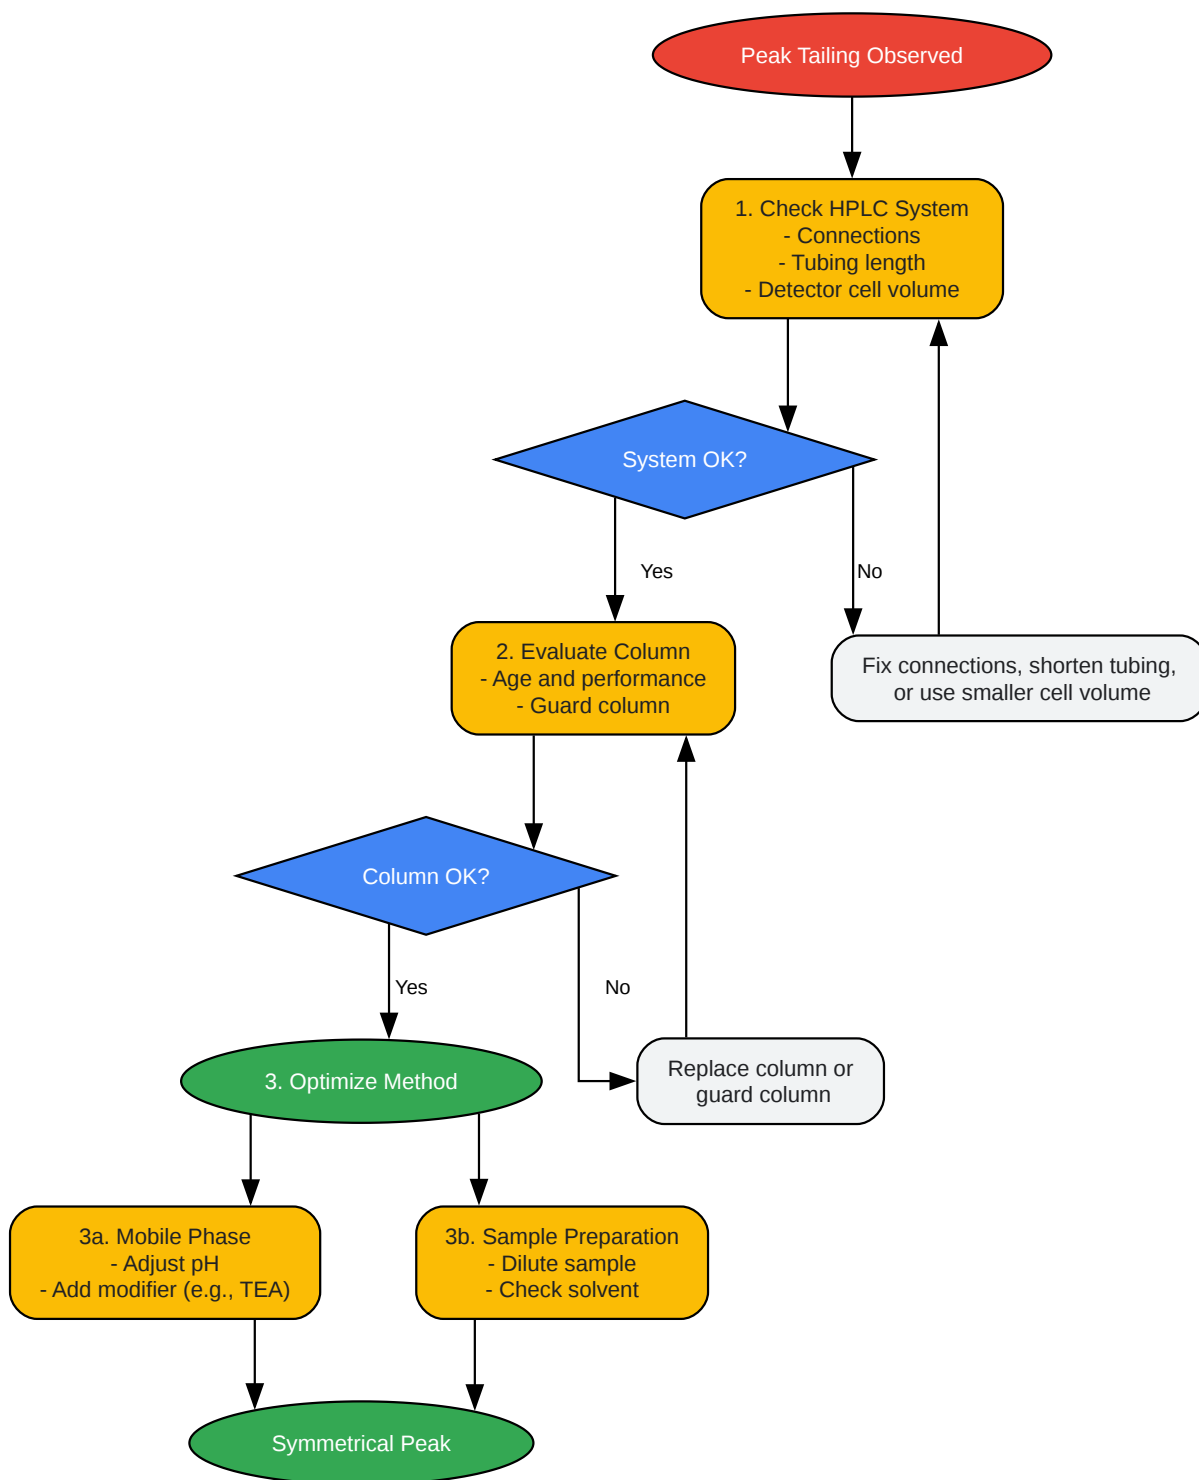 Peak Tailing Observed
1. Check HPLC System
- Connections
- Tubing length
- Detector cell volume
System OK?
Yes
No
2. Evaluate Column
- Age and performance
- Guard column
Fix connections, shorten tubing,
or use smaller cell volume
Column OK?
Yes
No
3. Optimize Method
Replace column or
guard column
3a. Mobile Phase
- Adjust pH
- Add modifier (e.g., TEA)
3b. Sample Preparation
- Dilute sample
- Check solvent
Symmetrical Peak